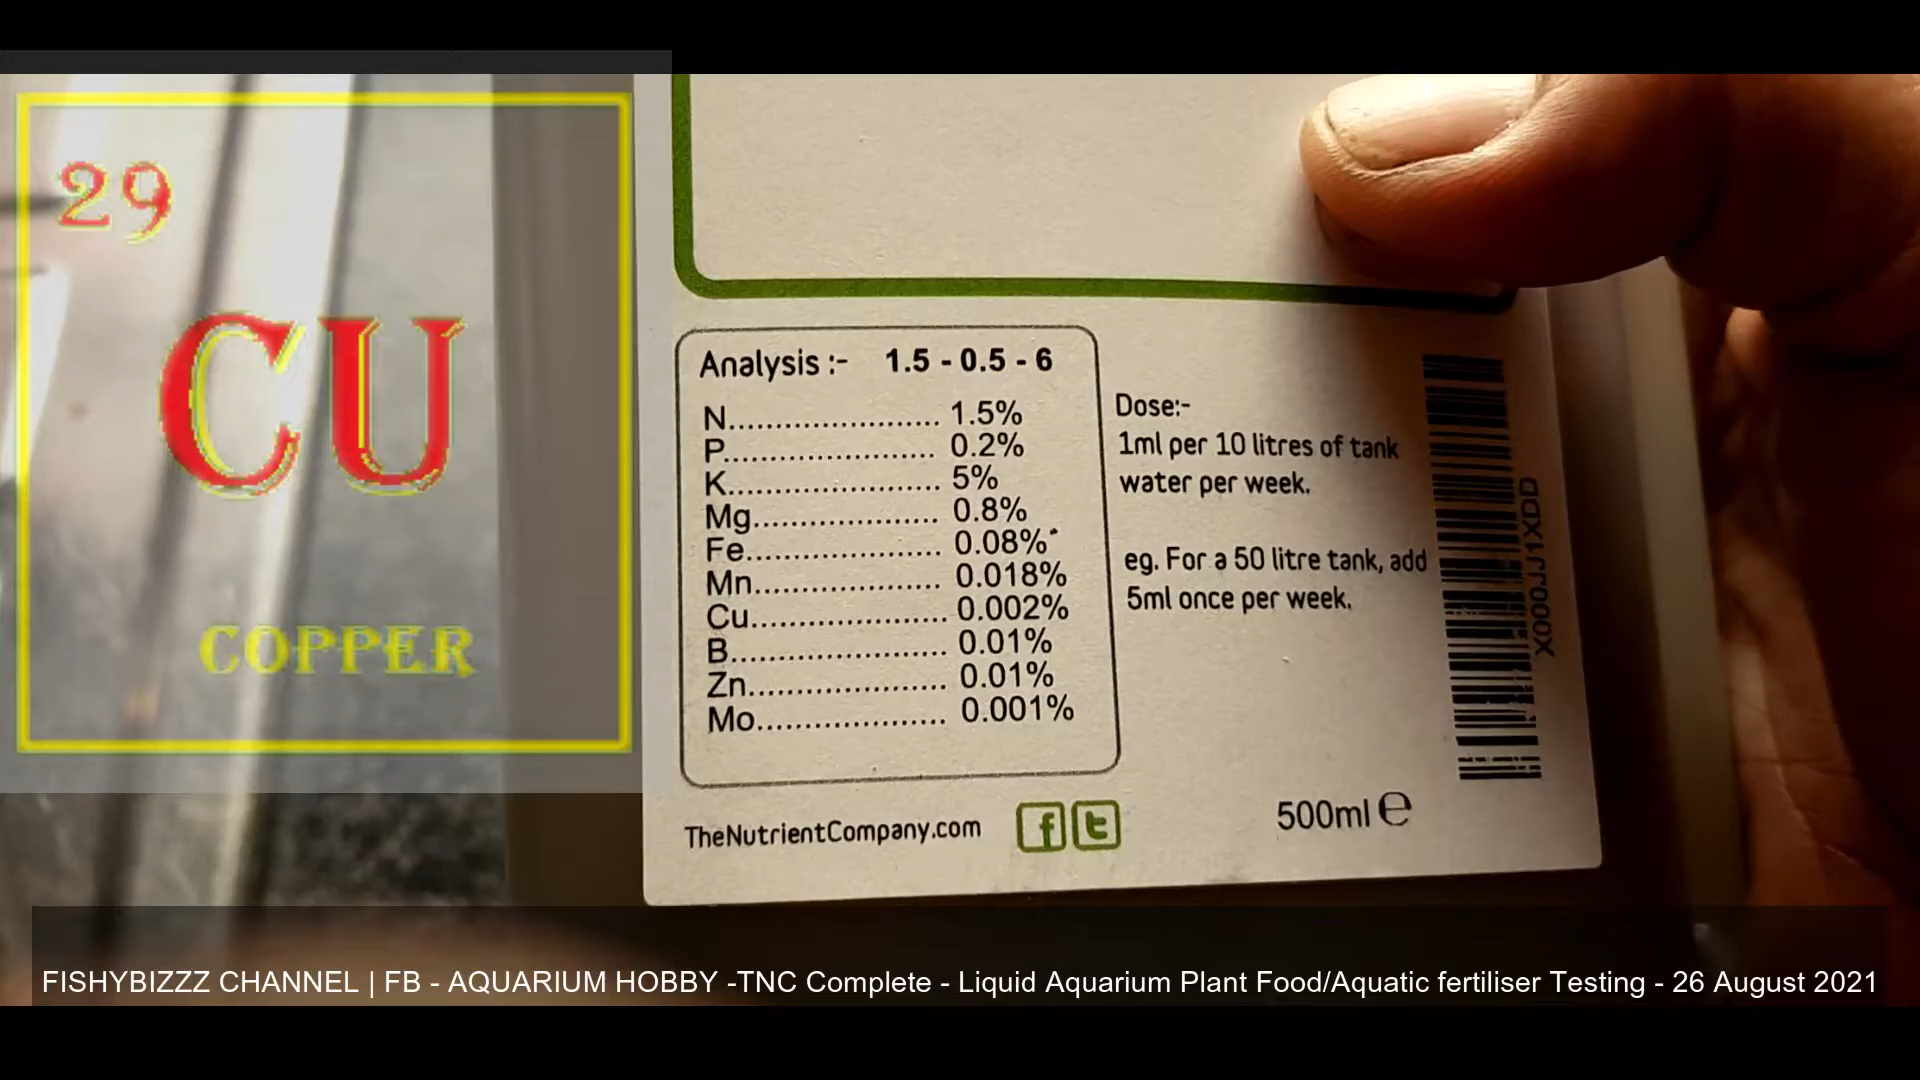 29
CU
COPPER
Analysis :- 1.5 - 0.5 - 6
N........................ 1.5%
P........................ 0.2%
K........................ 5%
Mg.................... 0.8%
Fe..................... 0.08%*
Mn.................... 0.018%
Cu..................... 0.002%
B....................... 0.01%
Zn..................... 0.01%
Mo.................... 0.001%
Dose:-
1ml per 10 litres of tank
water per week.
eg. For a 50 litre tank, add
5ml once per week.
X000JJ1XDD
TheNutrientCompany.com
f t
500ml ℮
FISHYBIZZZ CHANNEL | FB - AQUARIUM HOBBY -TNC Complete - Liquid Aquarium Plant Food/Aquatic fertiliser Testing - 26 August 2021